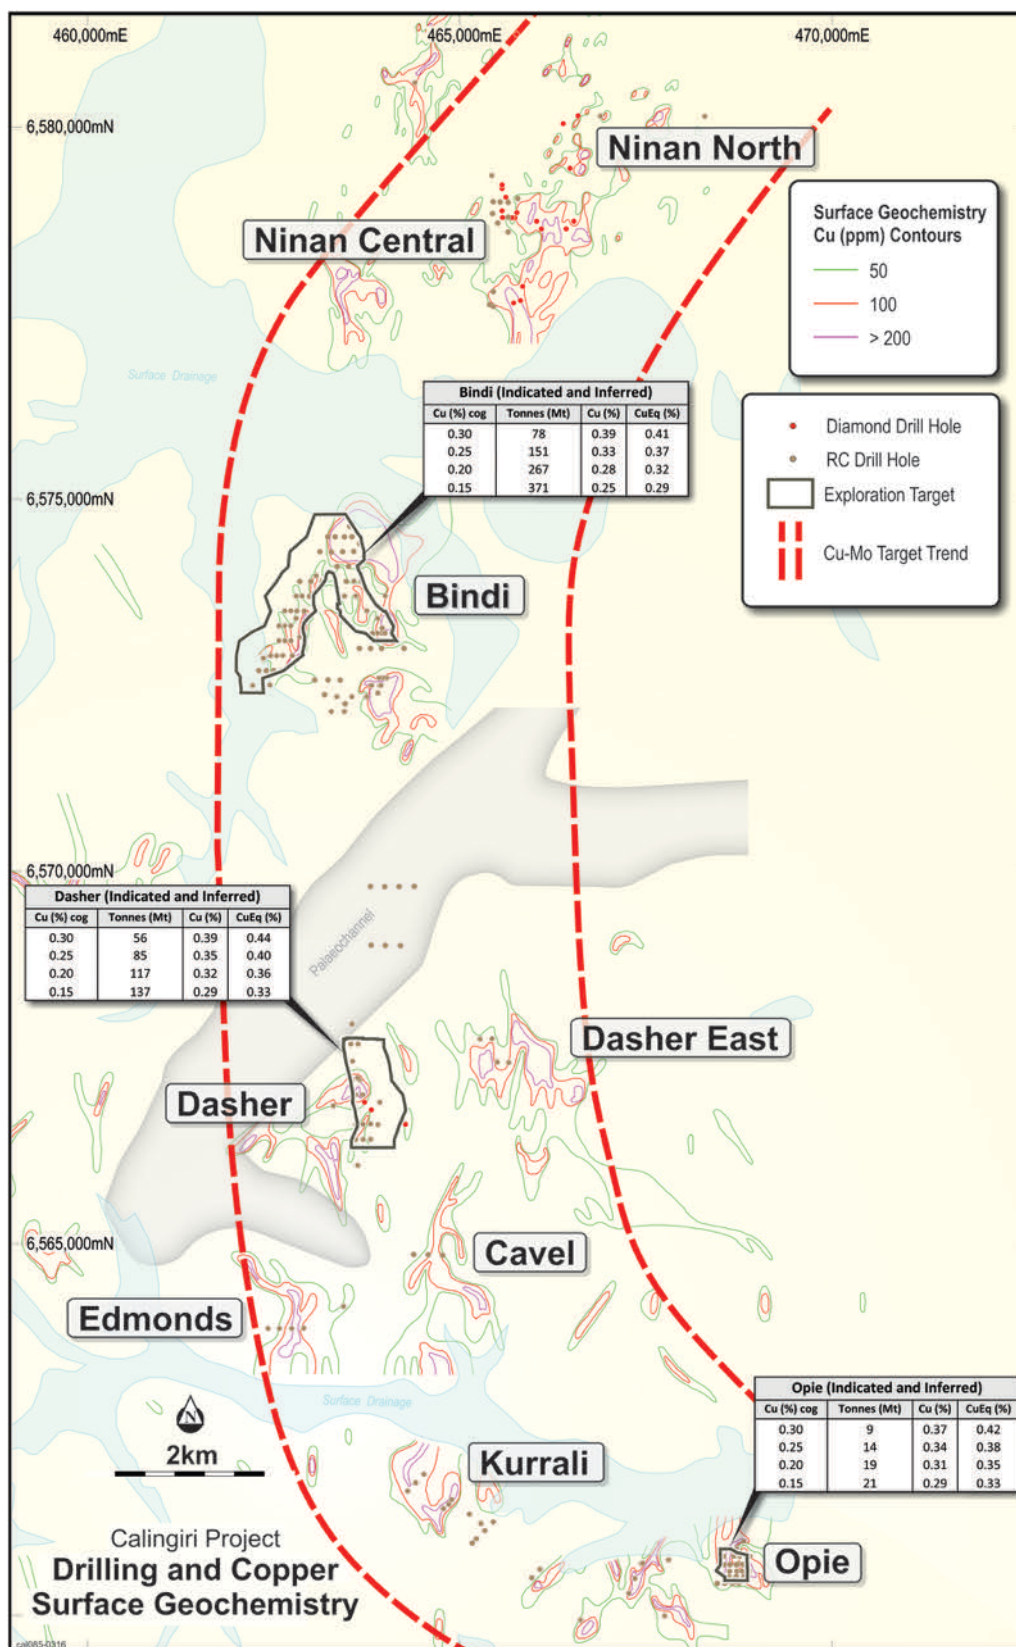 460,000mE
465,000mE
470,000mE
6,580,000mN
Ninan North
Surface Geochemistry
Cu (ppm) Contours
50
100
> 200
Ninan Central
Surface Drainage
Bindi (Indicated and Inferred)
Cu (%) cog Tonnes (Mt) Cu (%) CuEq (%)
0.30 78 0.39 0.41
0.25 151 0.33 0.37
0.20 267 0.28 0.32
0.15 371 0.25 0.29
Diamond Drill Hole
RC Drill Hole
Exploration Target
Cu-Mo Target Trend
6,575,000mN
Bindi
6,570,000mN
Dasher (Indicated and Inferred)
Cu (%) cog Tonnes (Mt) Cu (%) CuEq (%)
0.30 56 0.39 0.44
0.25 85 0.35 0.40
0.20 117 0.32 0.36
0.15 137 0.29 0.33
Palaeochannel
Dasher East
Dasher
6,565,000mN
Cavel
Edmonds
Surface Drainage
Opie (Indicated and Inferred)
Cu (%) cog Tonnes (Mt) Cu (%) CuEq (%)
0.30 9 0.37 0.42
0.25 14 0.34 0.38
0.20 19 0.31 0.35
0.15 21 0.29 0.33
N
2km
Kurrali
Opie
Calingiri Project
Drilling and Copper
Surface Geochemistry
cal085-0316